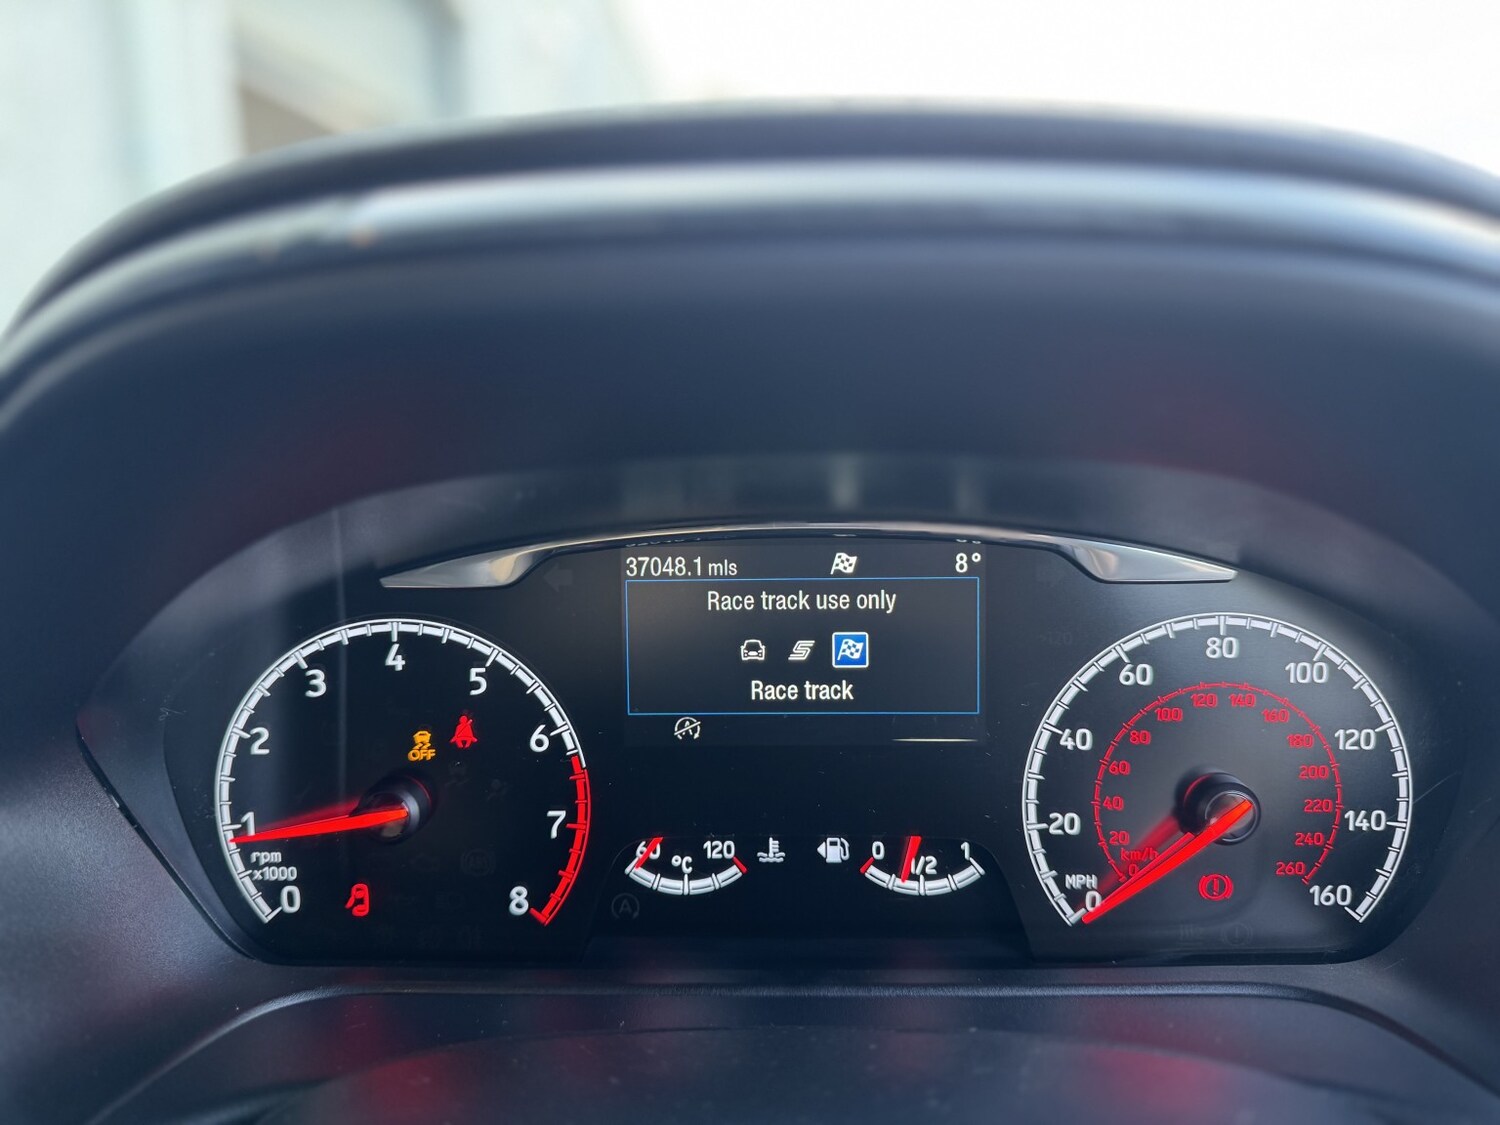 37048.1 mls 8°
Race track use only
Race track
0 1 2 3 4 5 6 7 8
rpm
x1000
OFF
60 120
°C
0 1/2 1
A
0 20 40 60 80 100 120 140 160
MPH
0 20 40 60 80 100 120 140 160 180 200 220 240 260
km/h